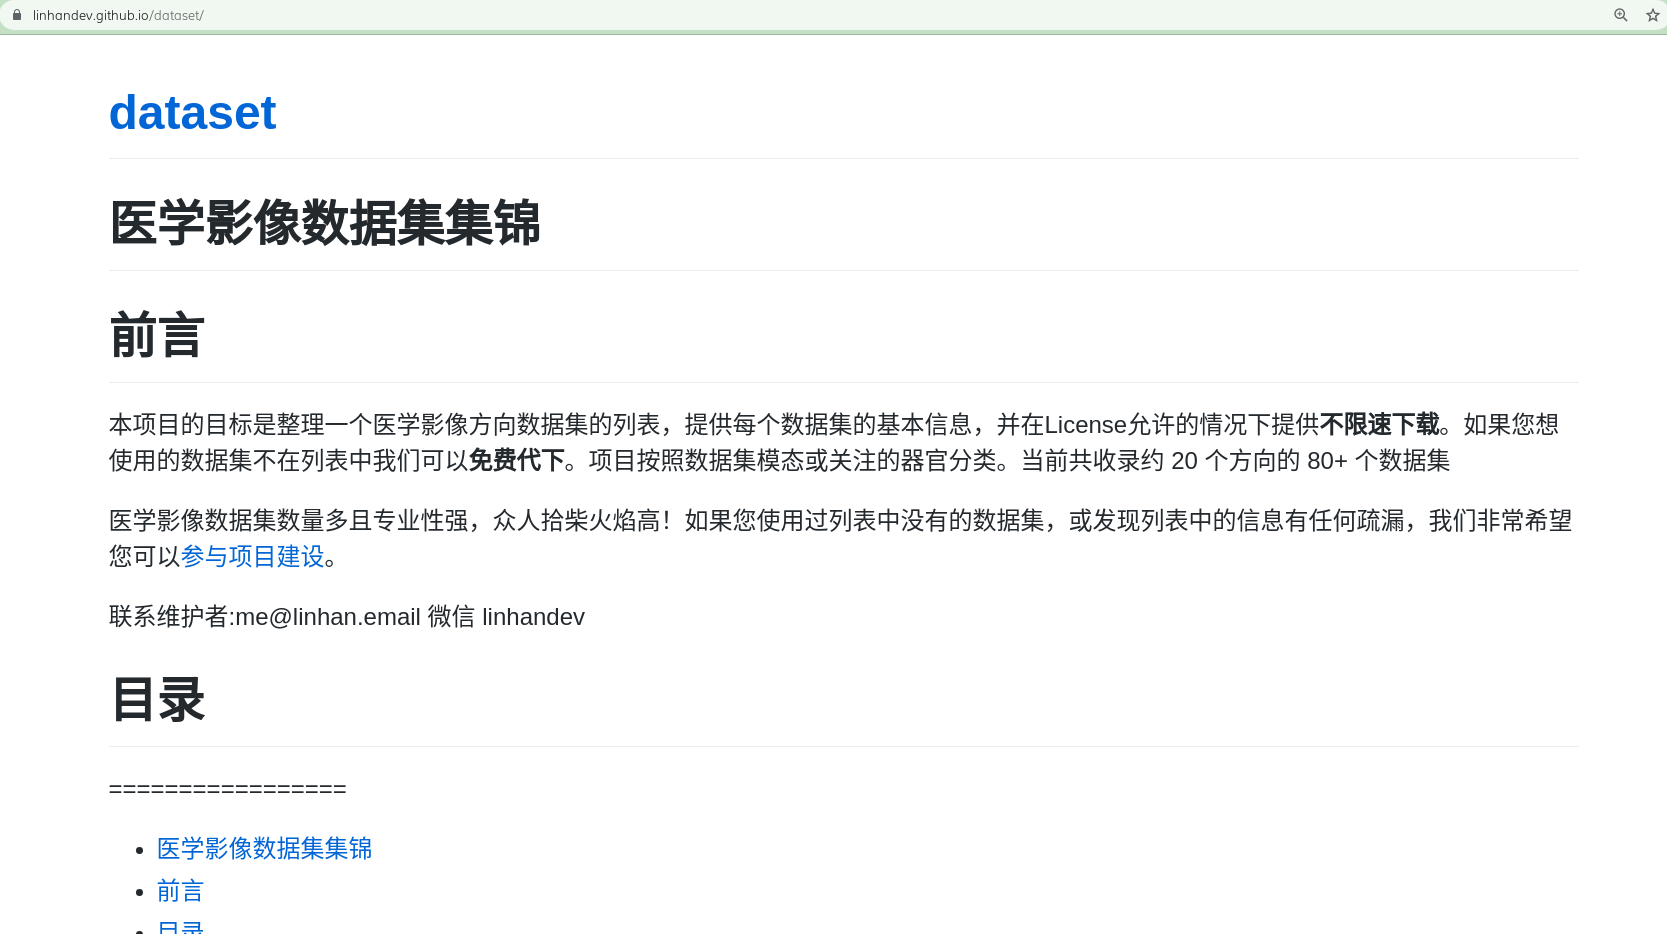 linhandev.github.io/dataset/
dataset
医学影像数据集集锦
前言
本项目的目标是整理一个医学影像方向数据集的列表，提供每个数据集的基本信息，并在License允许的情况下提供不限速下载。如果您想
使用的数据集不在列表中我们可以免费代下。项目按照数据集模态或关注的器官分类。当前共收录约 20 个方向的 80+ 个数据集
医学影像数据集数量多且专业性强，众人拾柴火焰高！如果您使用过列表中没有的数据集，或发现列表中的信息有任何疏漏，我们非常希望
您可以参与项目建设。
联系维护者:me@linhan.email 微信 linhandev
目录
=================
医学影像数据集集锦
前言
目录